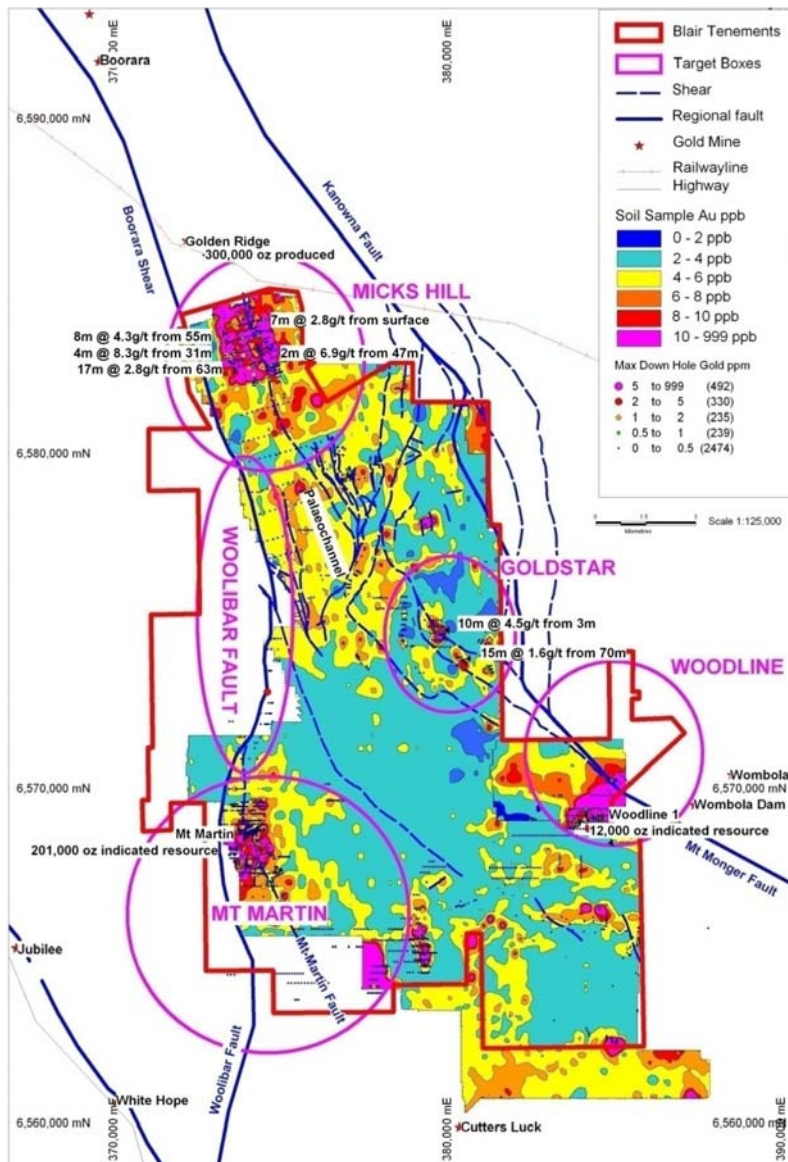 370,000 mE
380,000 mE
Boorara
6,590,000 mN
Kanowna Fault
Boorara Shear
Golden Ridge
300,000 oz produced
MICKS HILL
7m @ 2.8g/t from surface
8m @ 4.3g/t from 55m
4m @ 8.3g/t from 31m
2m @ 6.9g/t from 47m
17m @ 2.8g/t from 63m
6,580,000 mN
Palaeochannel
WOOLIBAR FAULT
GOLDSTAR
10m @ 4.5g/t from 3m
15m @ 1.6g/t from 70m
WOODLINE
6,570,000 mN
Wombola
6,570,000 mN
Wombola Dam
Woodline 1
12,000 oz indicated resource
Mt Monger Fault
Mt Martin
201,000 oz indicated resource
MT MARTIN
Mt Martin Fault
Jubilee
Woolibar Fault
White Hope
6,560,000 mN
370,000 mE
Cutters Luck
380,000 mE
6,560,000 mN
390,000 mE
Blair Tenements
Target Boxes
Shear
Regional fault
Gold Mine
Railwayline
Highway
Soil Sample Au ppb
0 - 2 ppb
2 - 4 ppb
4 - 6 ppb
6 - 8 ppb
8 - 10 ppb
10 - 999 ppb
Max Down Hole Gold ppm
5 to 999 (492)
2 to 5 (330)
1 to 2 (235)
0.5 to 1 (239)
0 to 0.5 (2474)
Scale 1:125,000